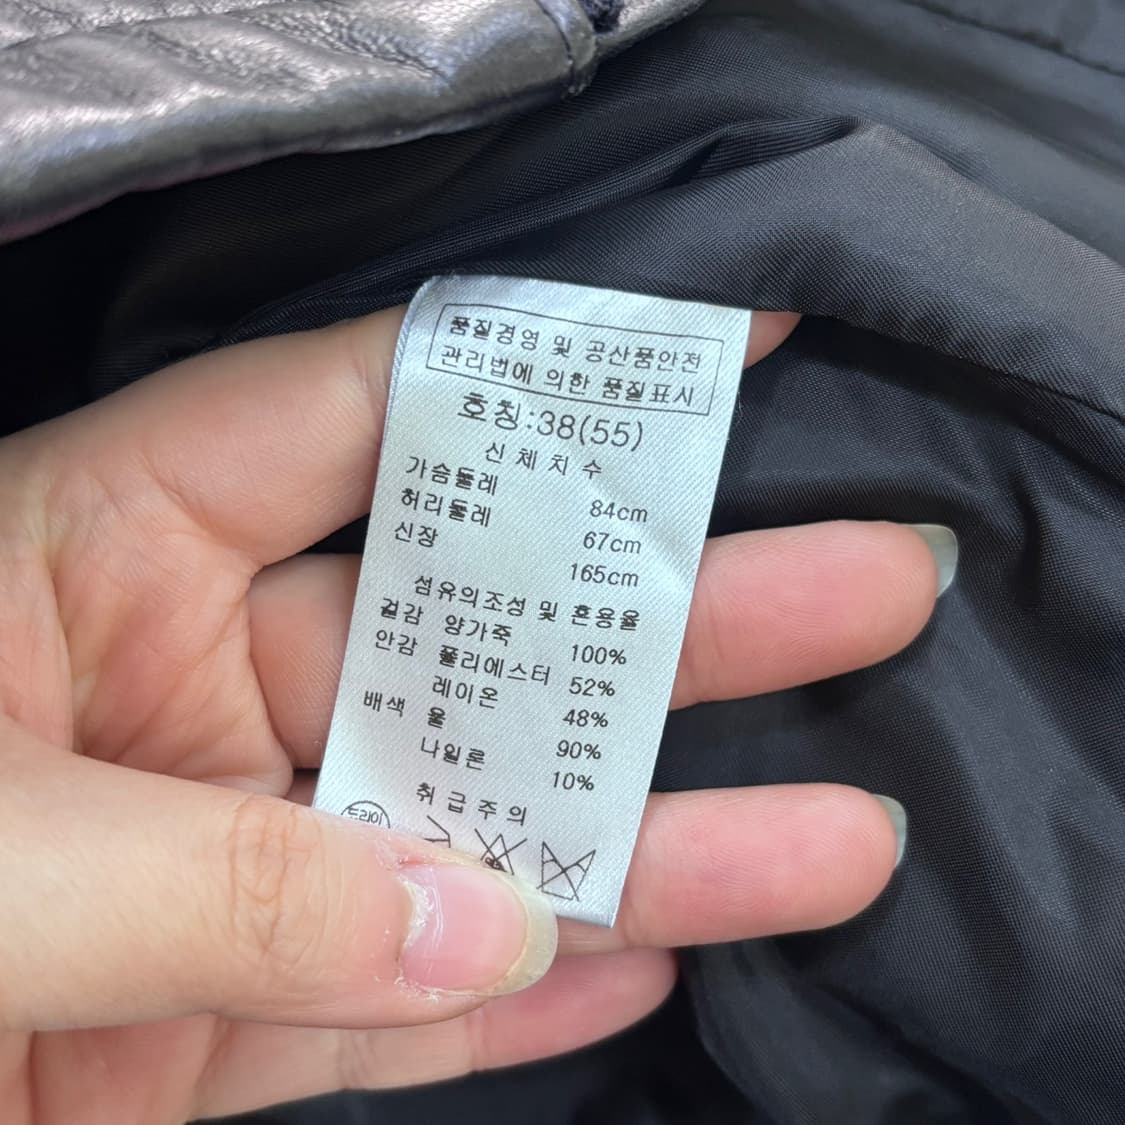 품질경영 및 공산품안전
관리법에 의한 품질표시
호칭:38(55)
신체치수
가슴둘레 84cm
허리둘레 67cm
신장 165cm
섬유의조성 및 혼용율
겉감 양가죽 100%
안감 폴리에스터 52%
레이온 48%
배색 울 90%
나일론 10%
취급주의
드라이